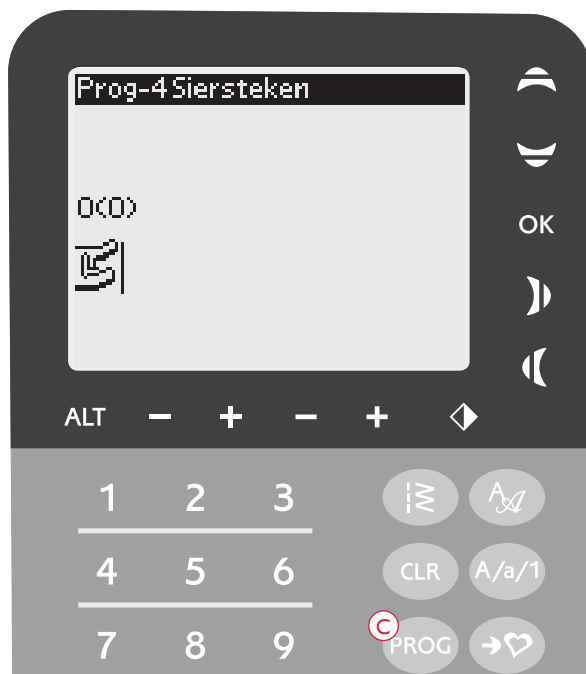 Prog-4 Siersteken
0(0)
OK
ALT - + - +
1 2 3
4 5 6 CLR A/a/1
C
7 8 9 PROG